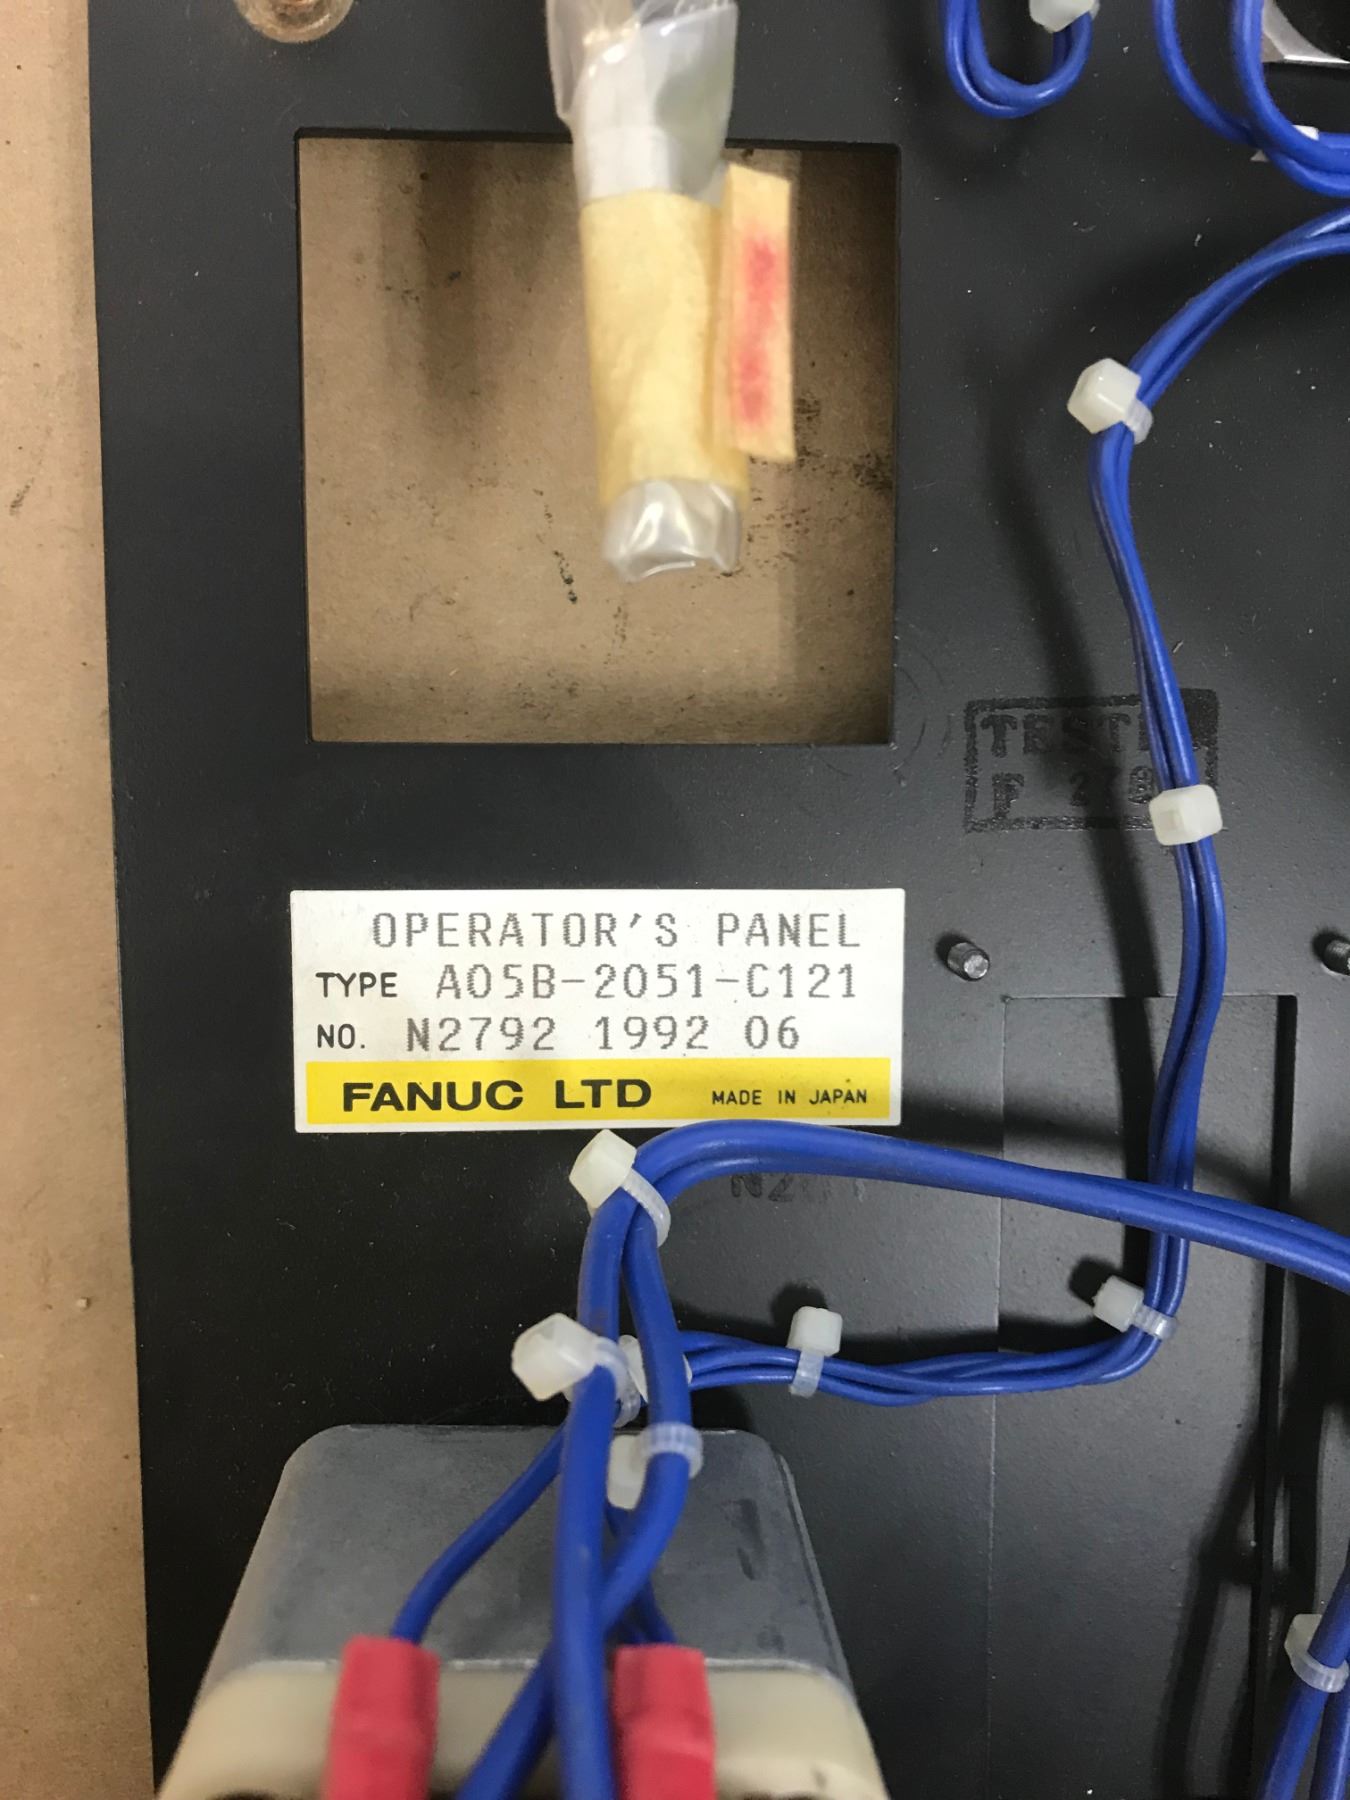 OPERATOR'S PANEL
TYPE A05B-2051-C121
NO. N2792 1992 06
FANUC LTD MADE IN JAPAN